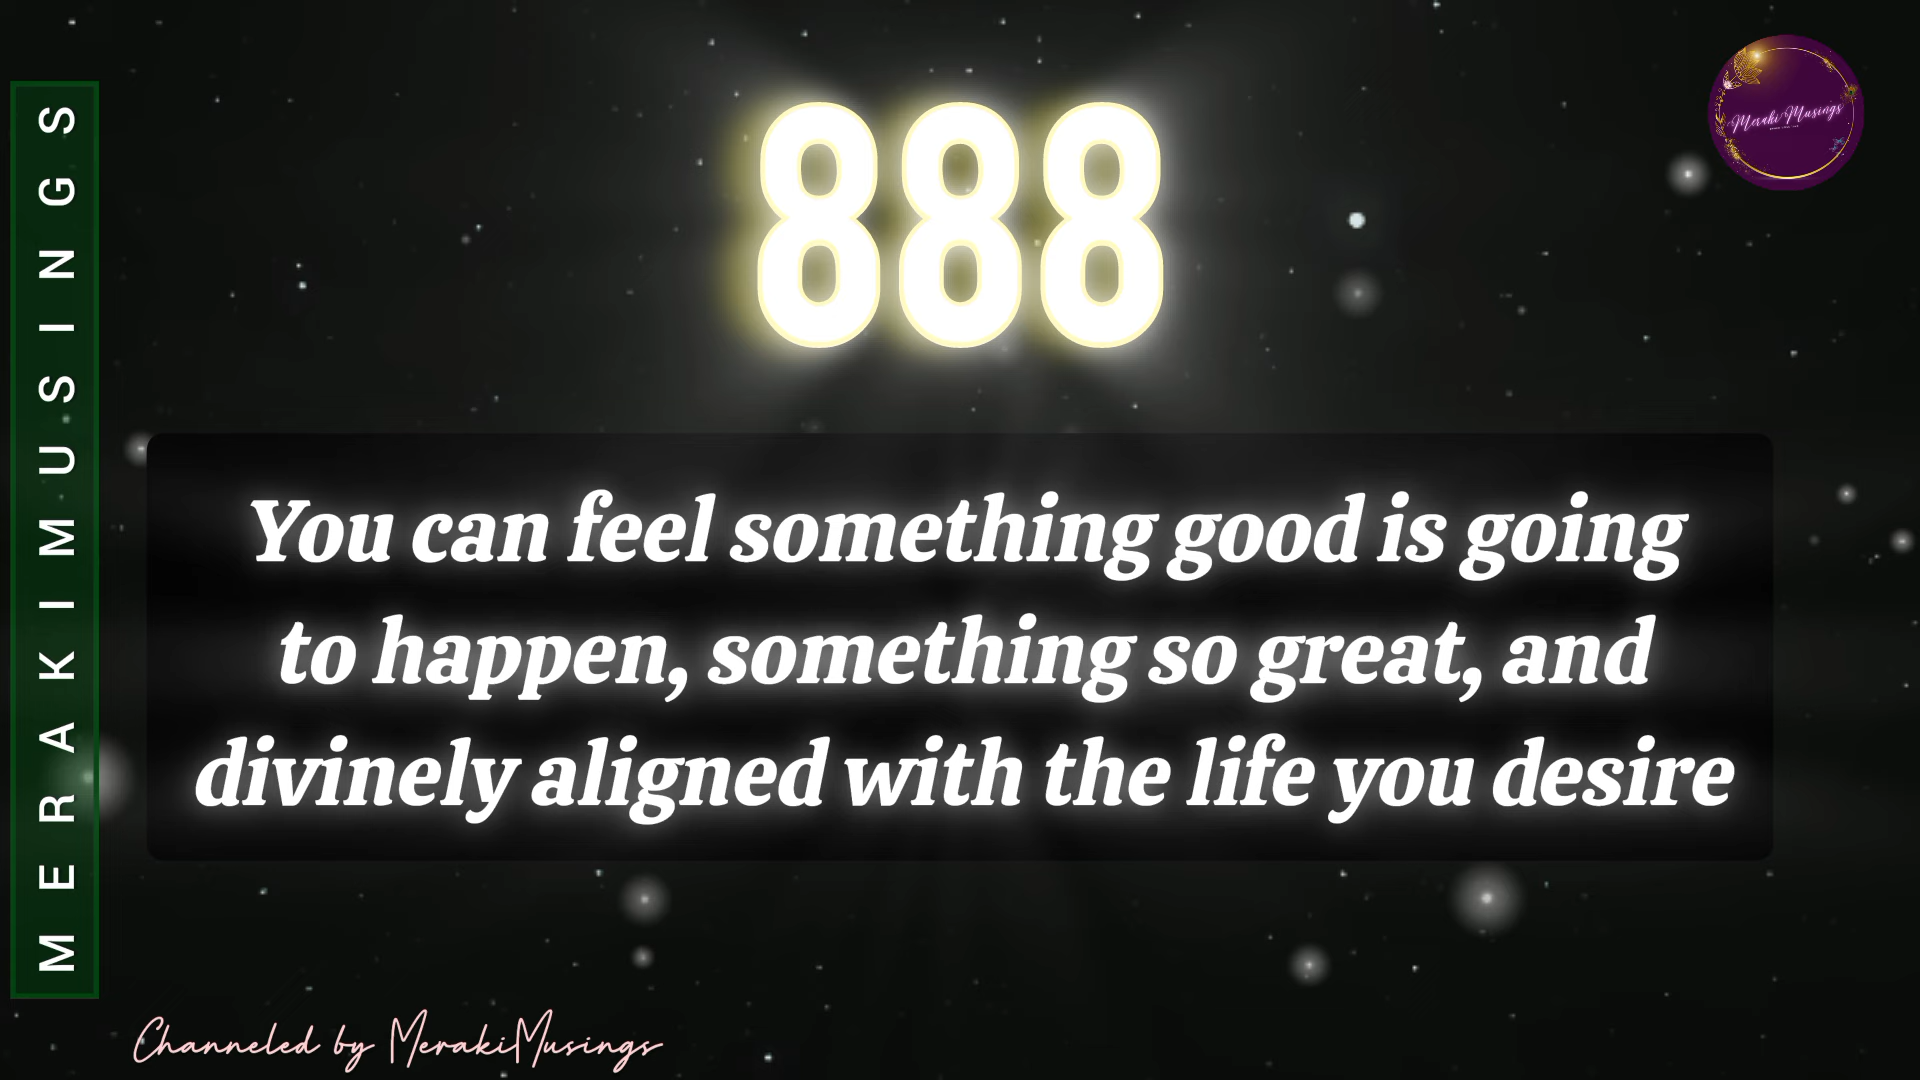 888
Meraki Musings
MERAKIMUSINGS
You can feel something good is going
to happen, something so great, and
divinely aligned with the life you desire
Channeled by MerakiMusings